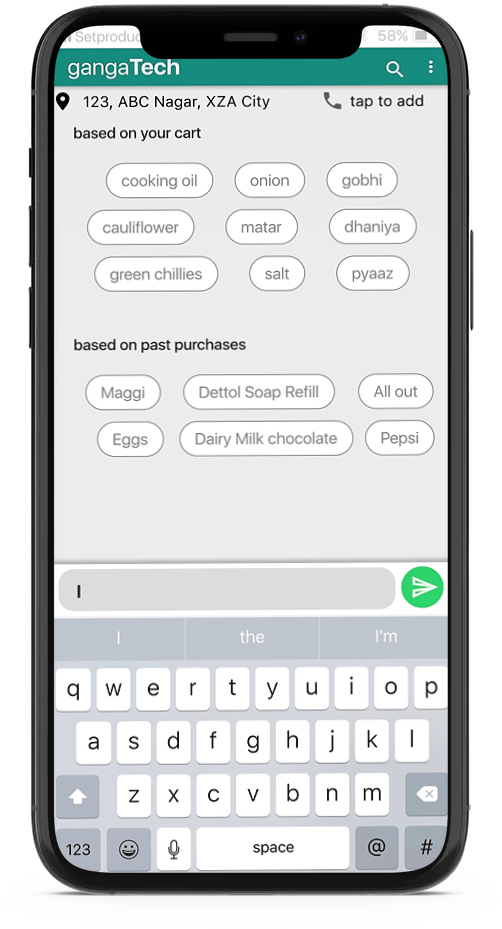 Setproduc 58%
gangaTech
123, ABC Nagar, XZA City tap to add
based on your cart
cooking oil onion gobhi
cauliflower matar dhaniya
green chillies salt pyaaz
based on past purchases
Maggi Dettol Soap Refill All out
Eggs Dairy Milk chocolate Pepsi
I the I'm
q w e r t y u i o p
a s d f g h j k l
z x c v b n m
123 space @ #